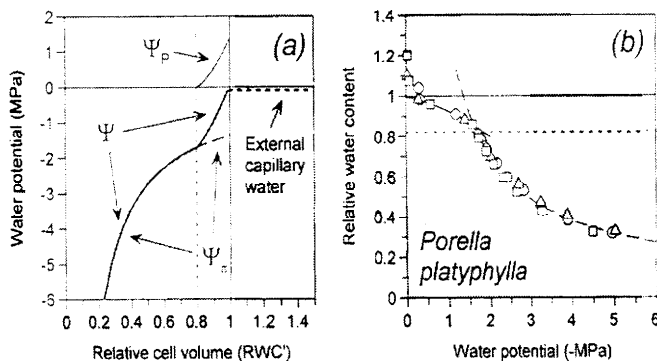 (a)
2
1
0
-1
-2
-3
-4
-5
-6
Water potential (MPa)
Ψp
Ψ
External
capillary
water
Ψπ
0 0.2 0.4 0.6 0.8 1 1.2 1.4
Relative cell volume (RWC')
(b)
1.4
1.2
1
0.8
0.6
0.4
0.2
0
Relative water content
Porella
platyphylla
0 1 2 3 4 5 6
Water potential (-MPa)